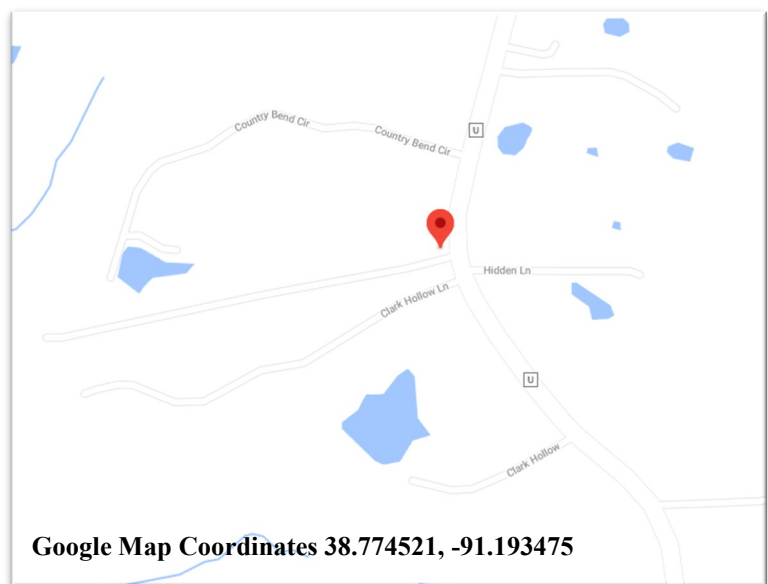 U
Country Bend Cir
Country Bend Cir
Hidden Ln
Clark Hollow Ln
U
Clark Hollow
Google Map Coordinates 38.774521, -91.193475